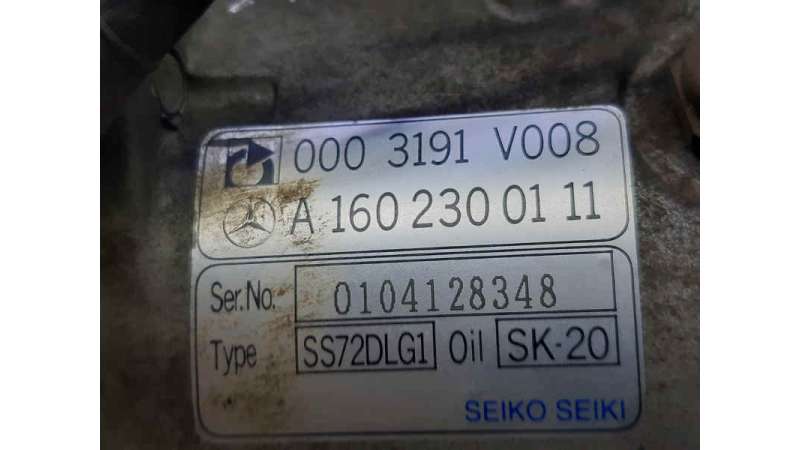 000 3191 V008
A 160 230 01 11
Ser.No. 0104128348
Type SS72DLG1 Oil SK-20
SEIKO SEIKI